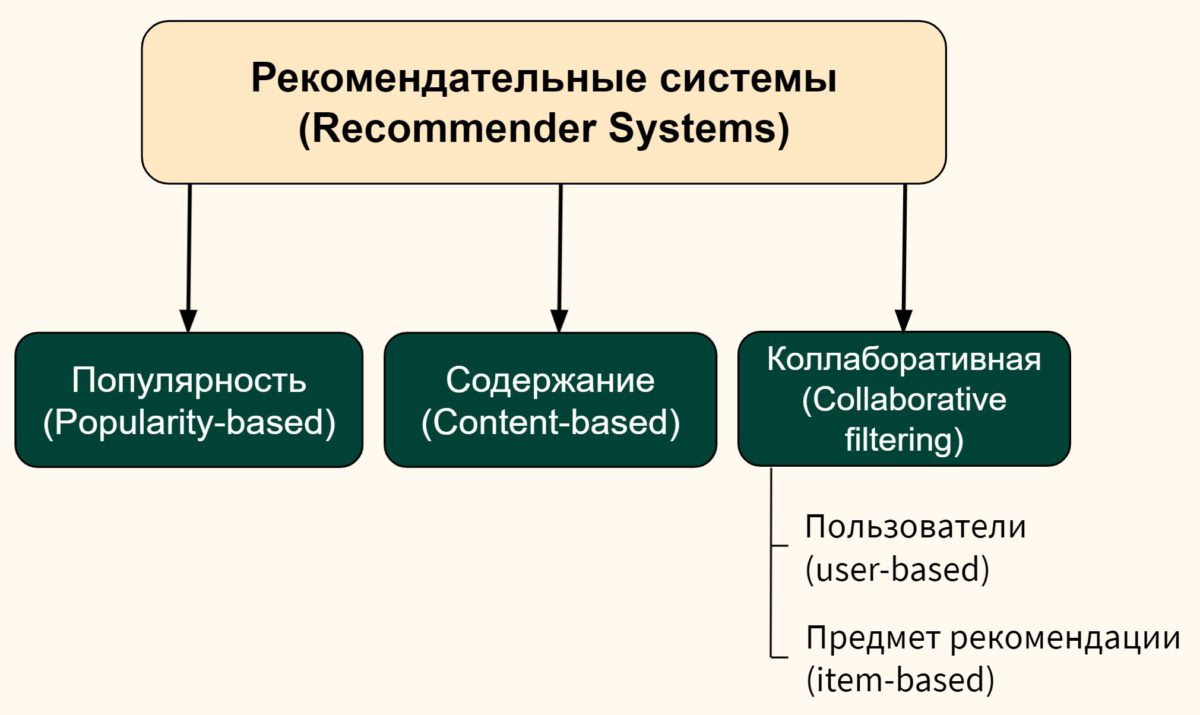 Рекомендательные системы
(Recommender Systems)
Популярность
(Popularity-based)
Содержание
(Content-based)
Коллаборативная
(Collaborative
filtering)
Пользователи
(user-based)
Предмет рекомендации
(item-based)